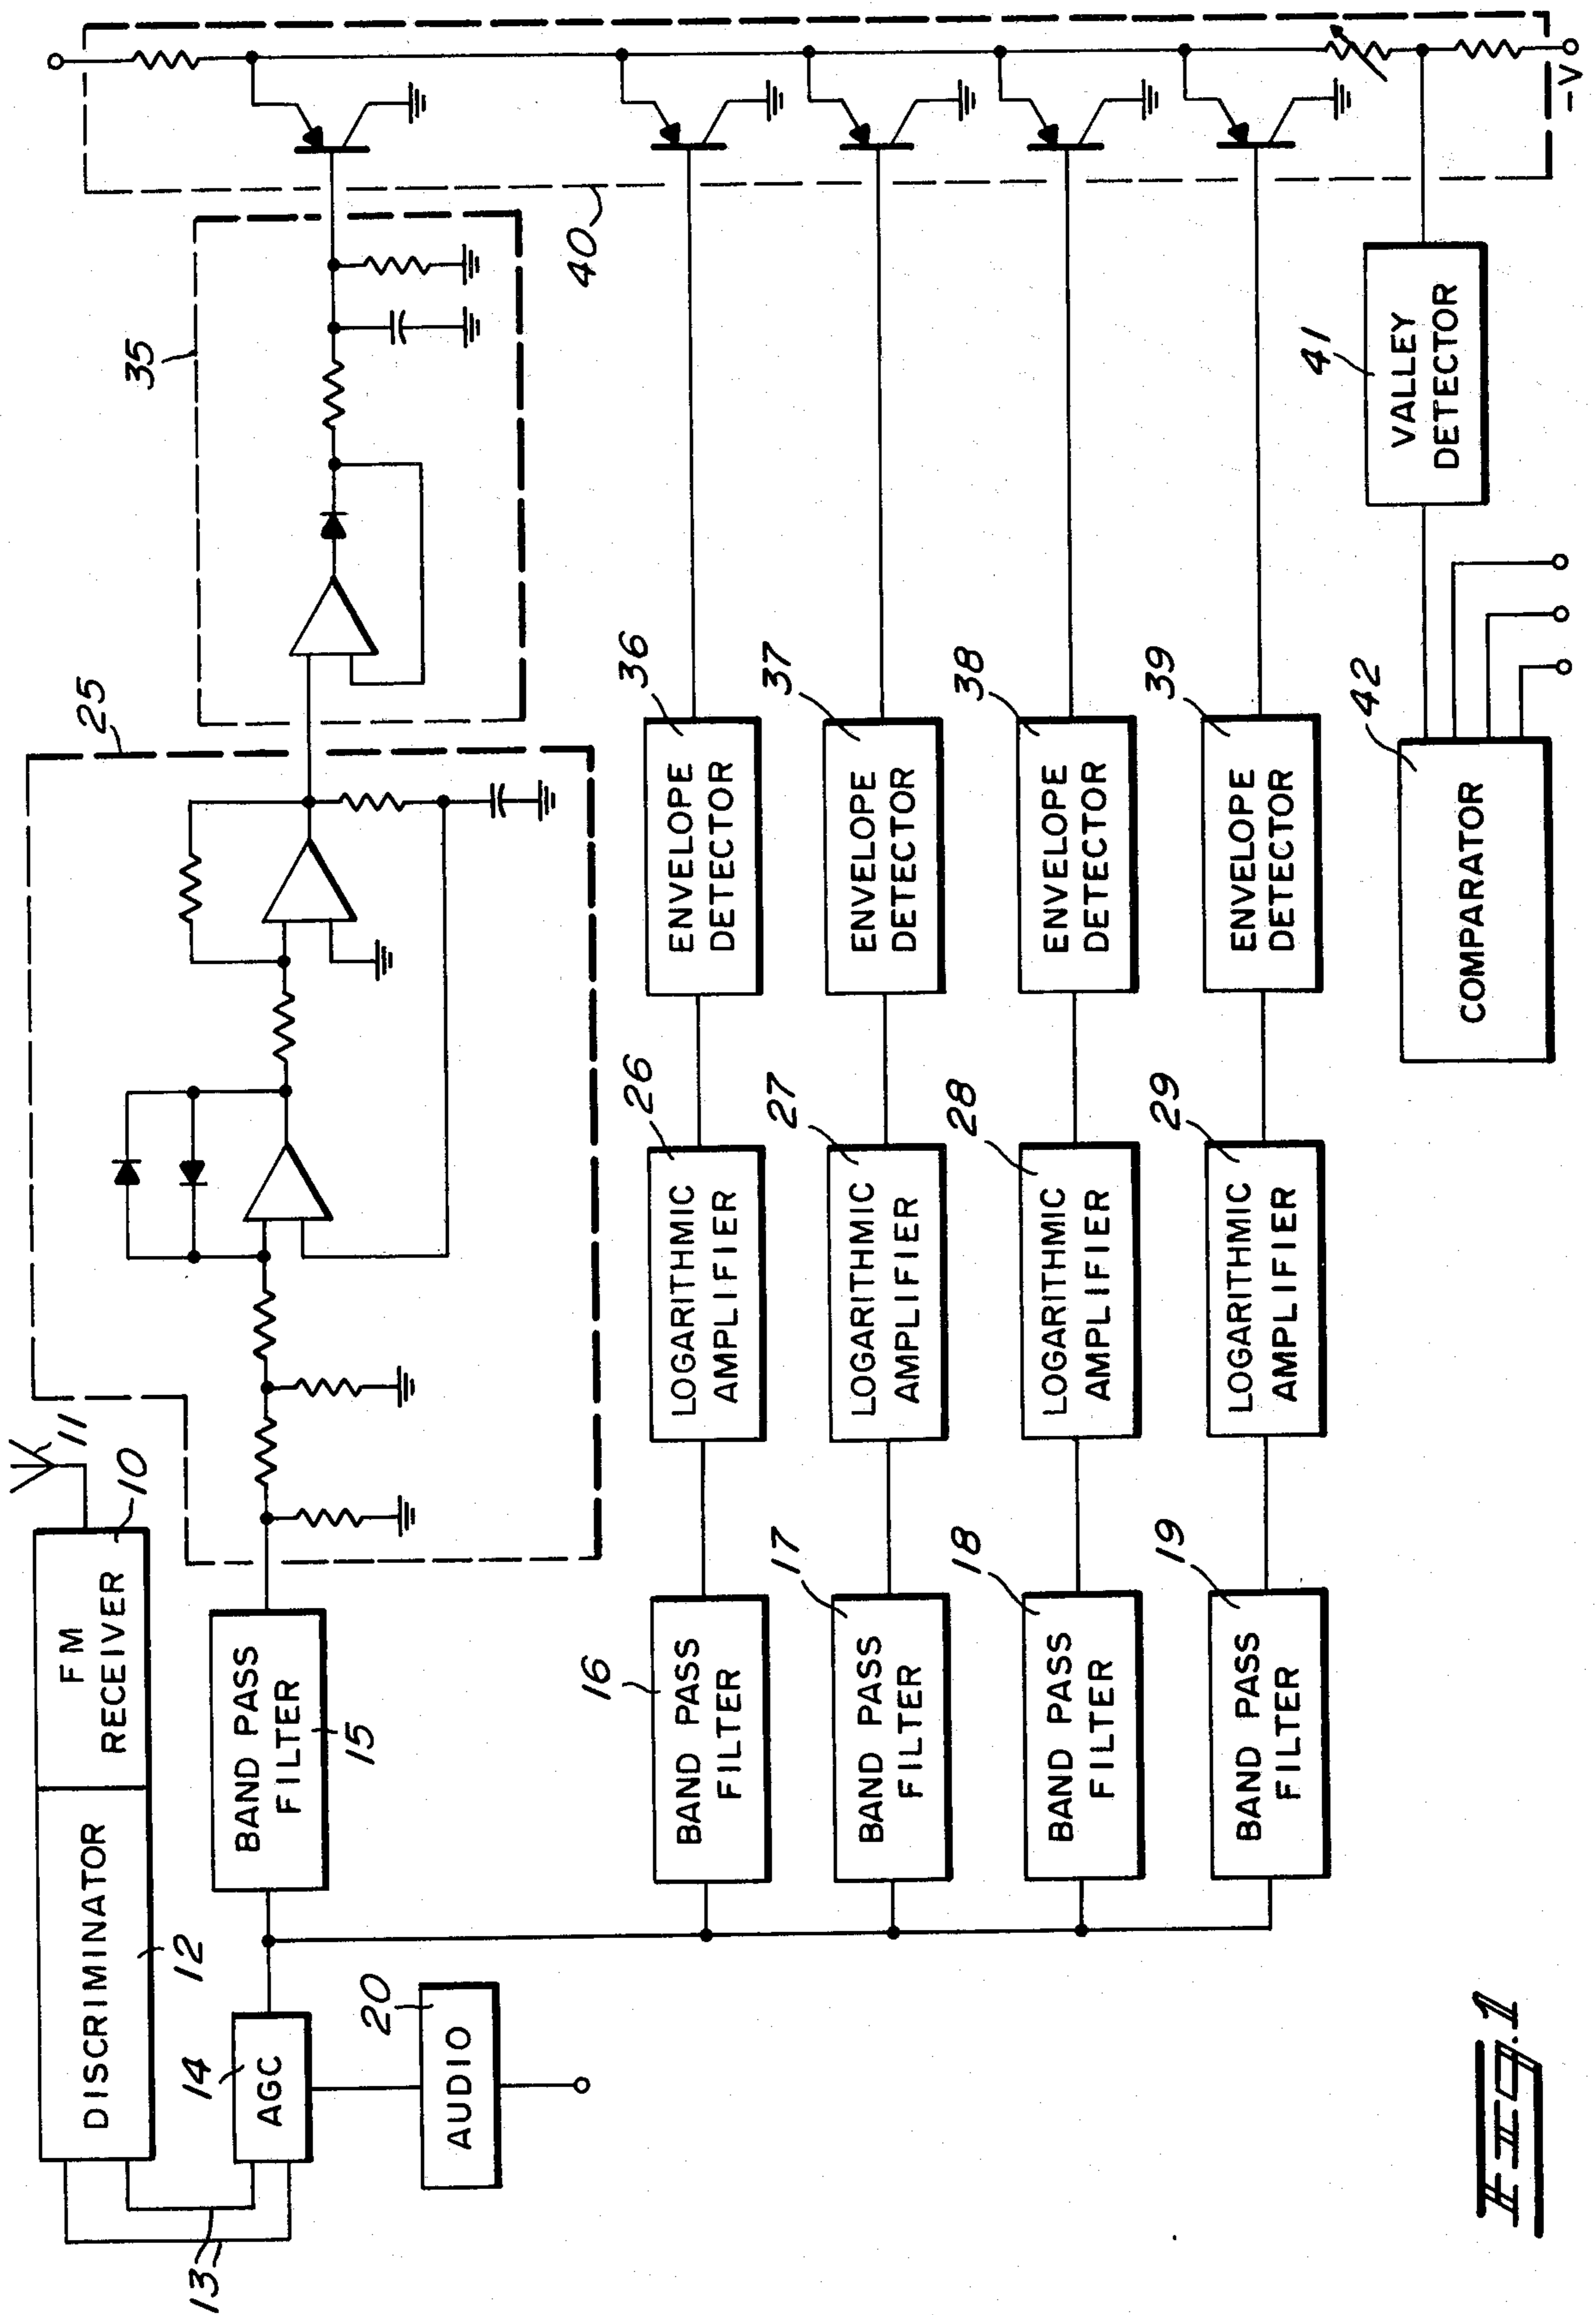 11
FM
RECEIVER
10
DISCRIMINATOR
12
13
14
AGC
20
AUDIO
BAND PASS
FILTER
15
25
35
40
16
BAND PASS
FILTER
26
LOGARITHMIC
AMPLIFIER
36
ENVELOPE
DETECTOR
17
BAND PASS
FILTER
27
LOGARITHMIC
AMPLIFIER
37
ENVELOPE
DETECTOR
18
BAND PASS
FILTER
28
LOGARITHMIC
AMPLIFIER
38
ENVELOPE
DETECTOR
19
BAND PASS
FILTER
29
LOGARITHMIC
AMPLIFIER
39
ENVELOPE
DETECTOR
42
COMPARATOR
41
VALLEY
DETECTOR
-V
FIG.1